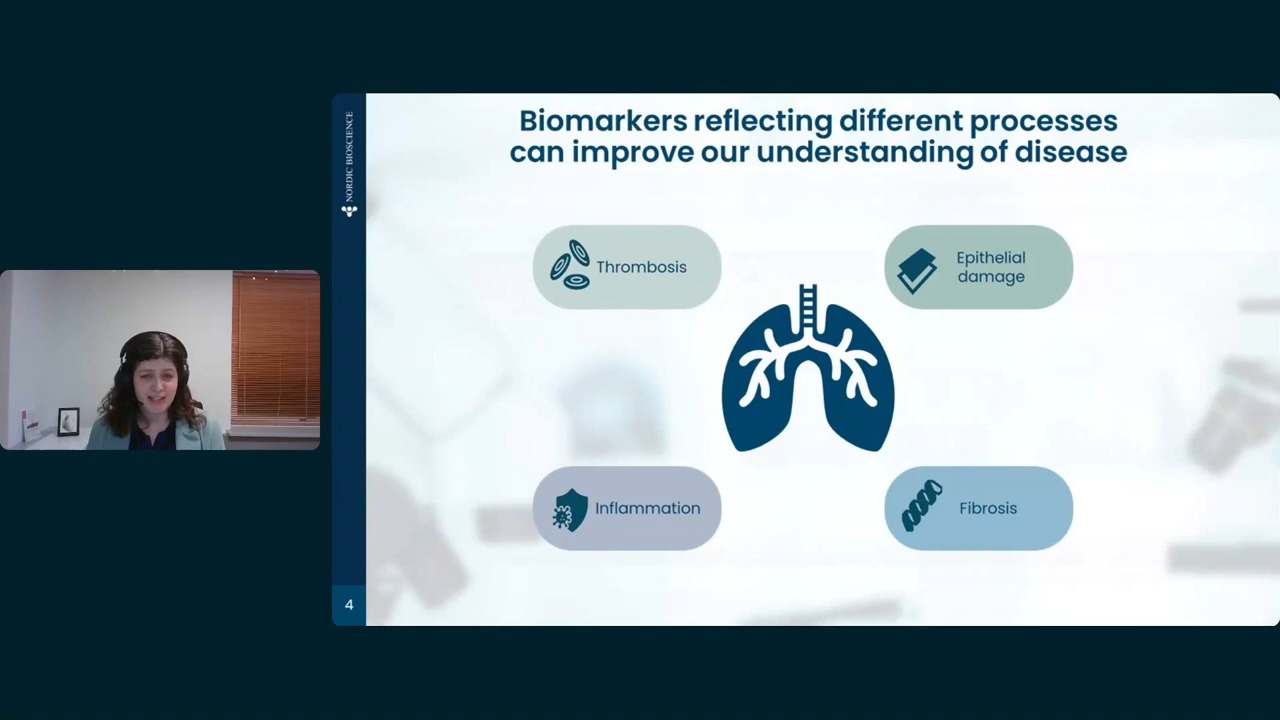 Biomarkers reflecting different processes
can improve our understanding of disease
NORDIC BIOSCIENCE
Thrombosis
Epithelial
damage
Inflammation
Fibrosis
4